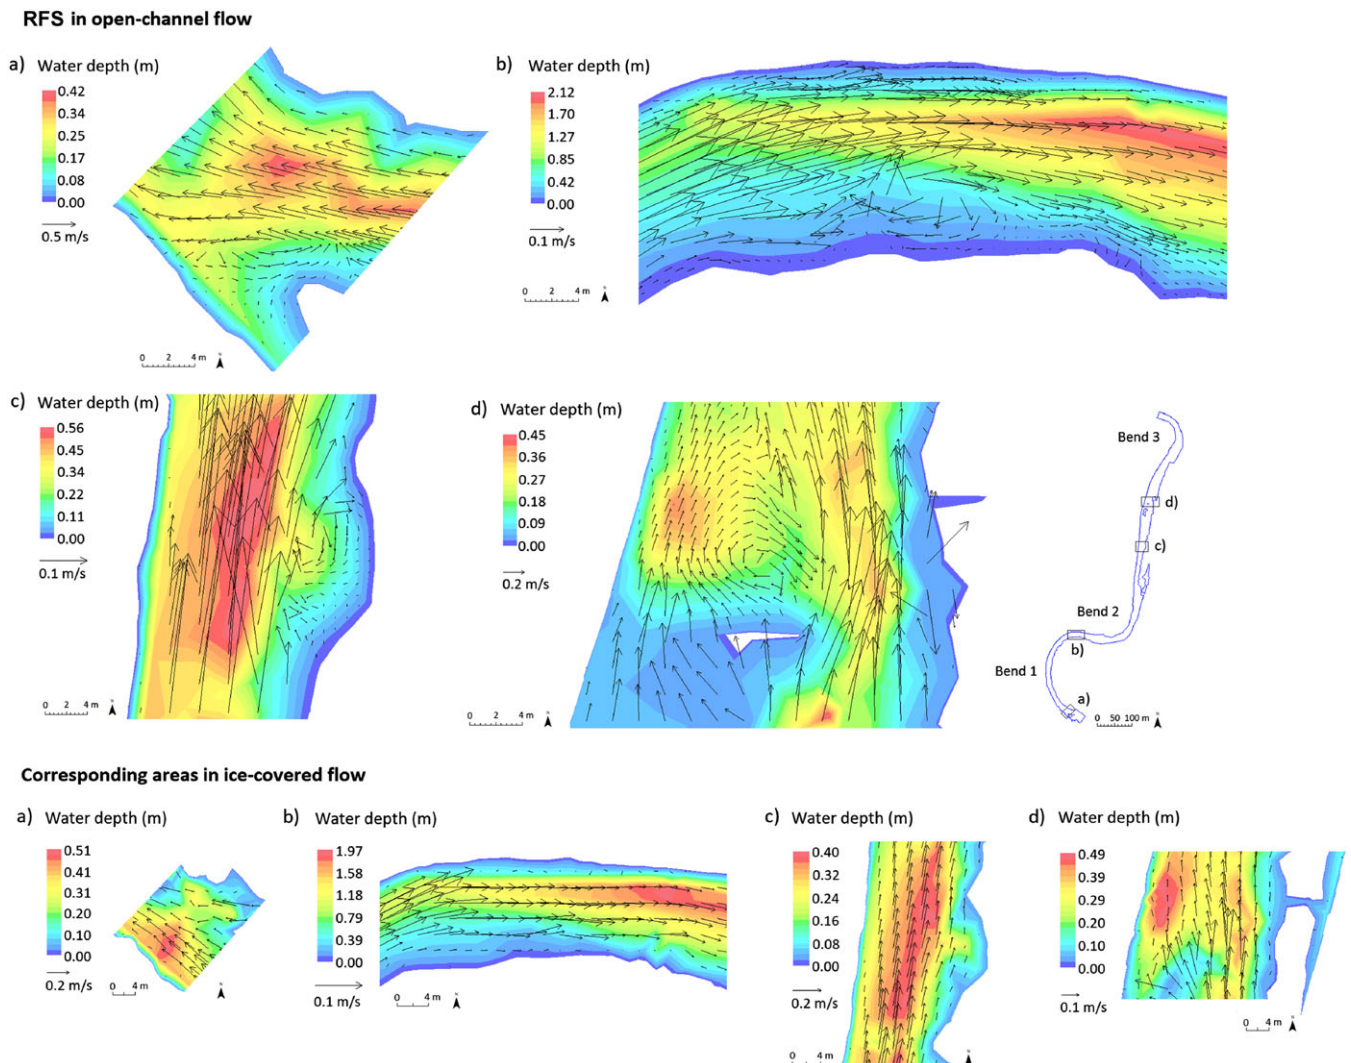 RFS in open-channel flow
a) Water depth (m)
0.42
0.34
0.25
0.17
0.08
0.00
0.5 m/s
0 2 4 m
N
b) Water depth (m)
2.12
1.70
1.27
0.85
0.42
0.00
0.1 m/s
0 2 4 m
N
c) Water depth (m)
0.56
0.45
0.34
0.22
0.11
0.00
0.1 m/s
0 2 4 m
N
d) Water depth (m)
0.45
0.36
0.27
0.18
0.09
0.00
0.2 m/s
0 2 4 m
N
Bend 3
d)
c)
Bend 2
b)
Bend 1
a)
0 50 100 m
N
Corresponding areas in ice-covered flow
a) Water depth (m)
0.51
0.41
0.31
0.20
0.10
0.00
0.2 m/s
0 4 m
N
b) Water depth (m)
1.97
1.58
1.18
0.79
0.39
0.00
0.1 m/s
0 4 m
N
c) Water depth (m)
0.40
0.32
0.24
0.16
0.08
0.00
0.2 m/s
0 4 m
d) Water depth (m)
0.49
0.39
0.29
0.20
0.10
0.00
0.1 m/s
0 4 m
N